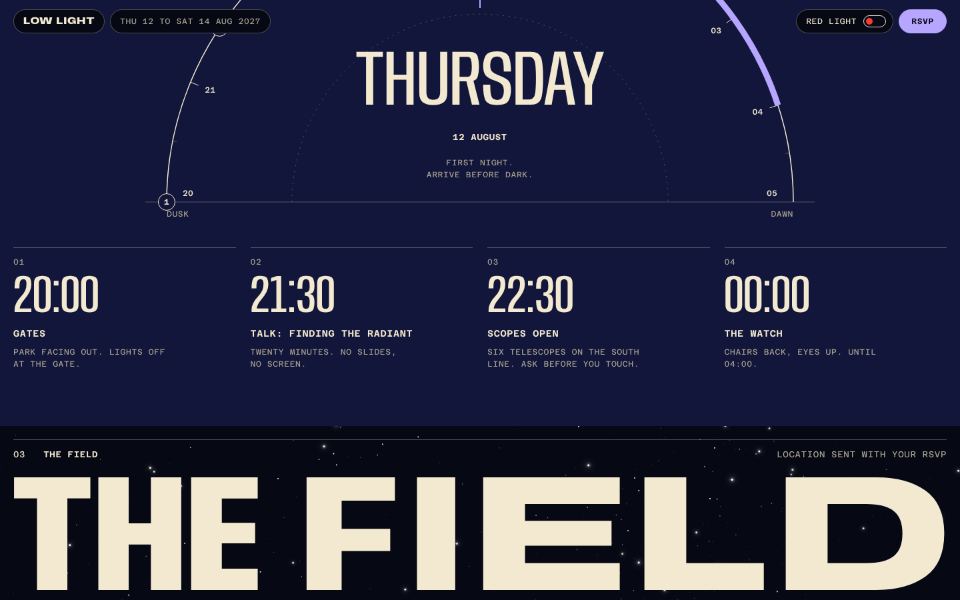 LOW LIGHT
THU 12 TO SAT 14 AUG 2027
RED LIGHT
RSVP
03
21
THURSDAY
04
12 AUGUST
FIRST NIGHT.
ARRIVE BEFORE DARK.
20
05
1
DUSK
DAWN
01
20:00
GATES
PARK FACING OUT. LIGHTS OFF
AT THE GATE.
02
21:30
TALK: FINDING THE RADIANT
TWENTY MINUTES. NO SLIDES,
NO SCREEN.
03
22:30
SCOPES OPEN
SIX TELESCOPES ON THE SOUTH
LINE. ASK BEFORE YOU TOUCH.
04
00:00
THE WATCH
CHAIRS BACK, EYES UP. UNTIL
04:00.
03 THE FIELD
LOCATION SENT WITH YOUR RSVP
THE FIELD